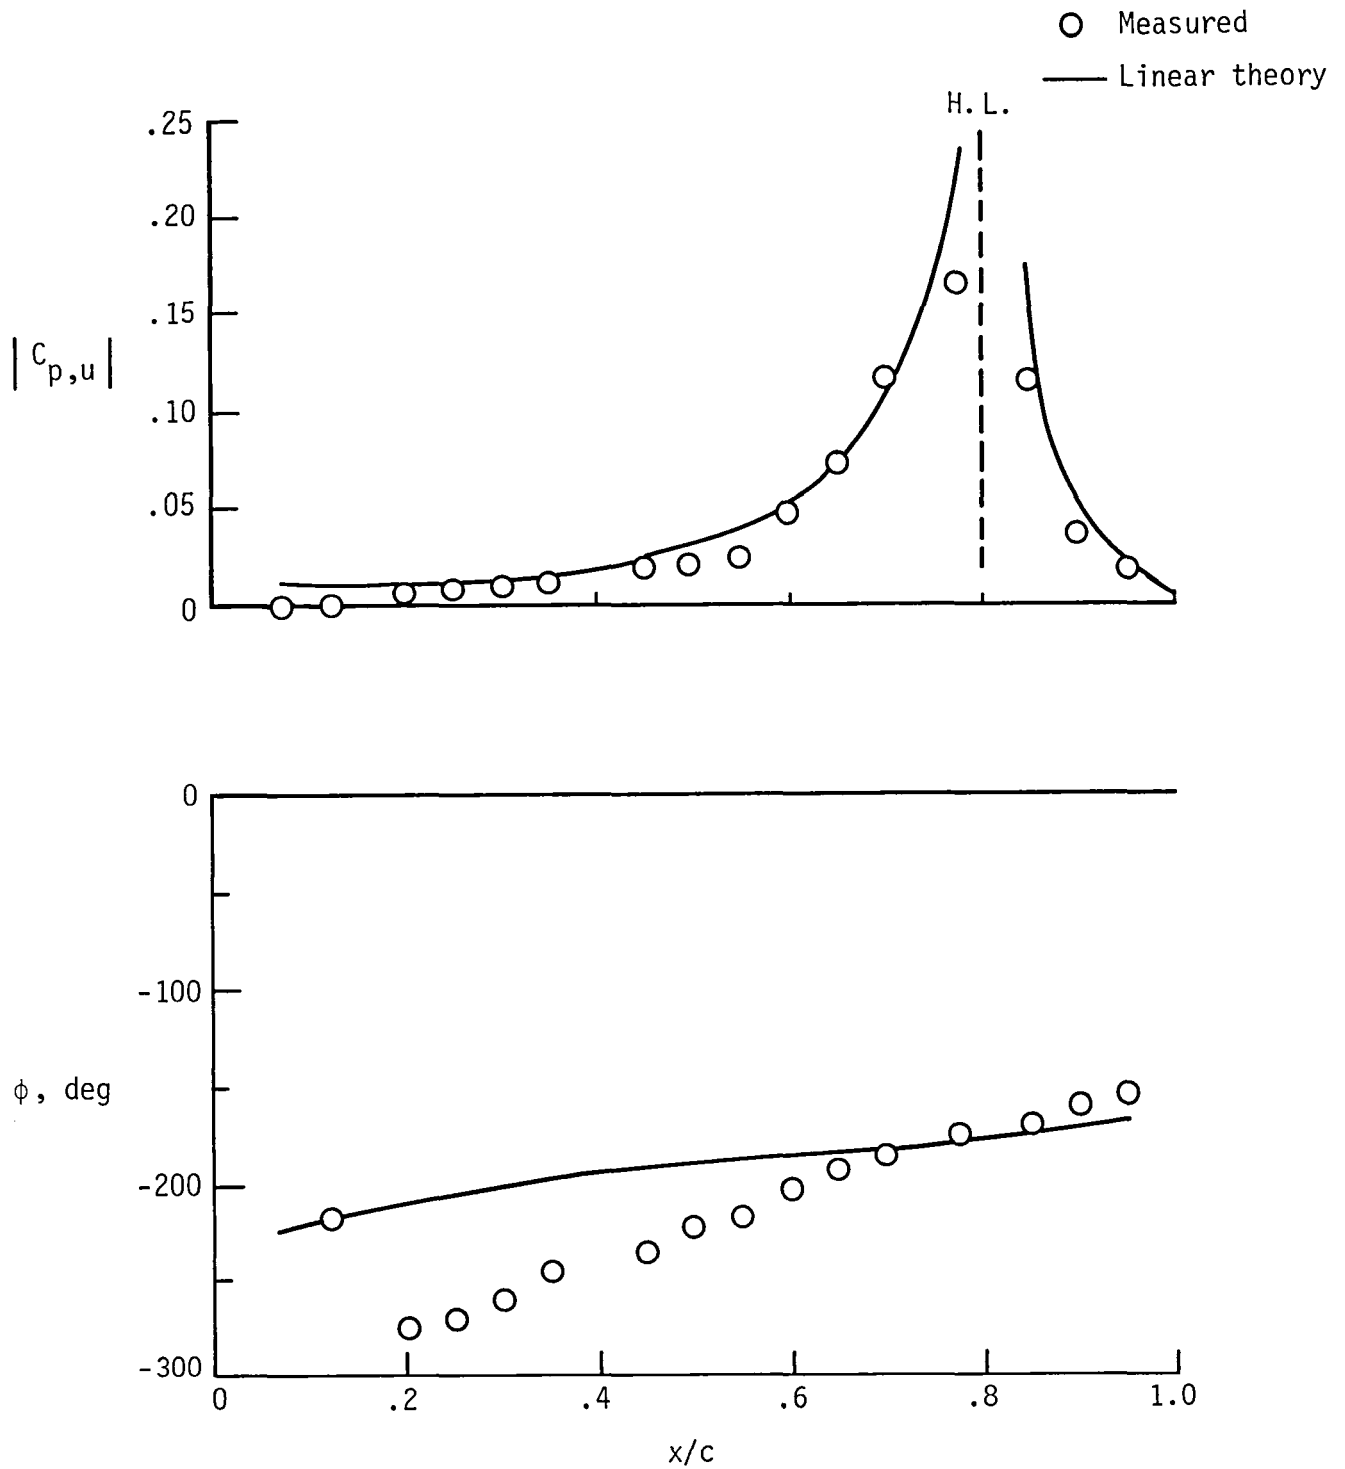 Measured
Linear theory
H.L.
.25
.20
.15
|Cp,u|
.10
.05
0
0
-100
ϕ, deg
-200
-300
0 .2 .4 .6 .8 1.0
x/c